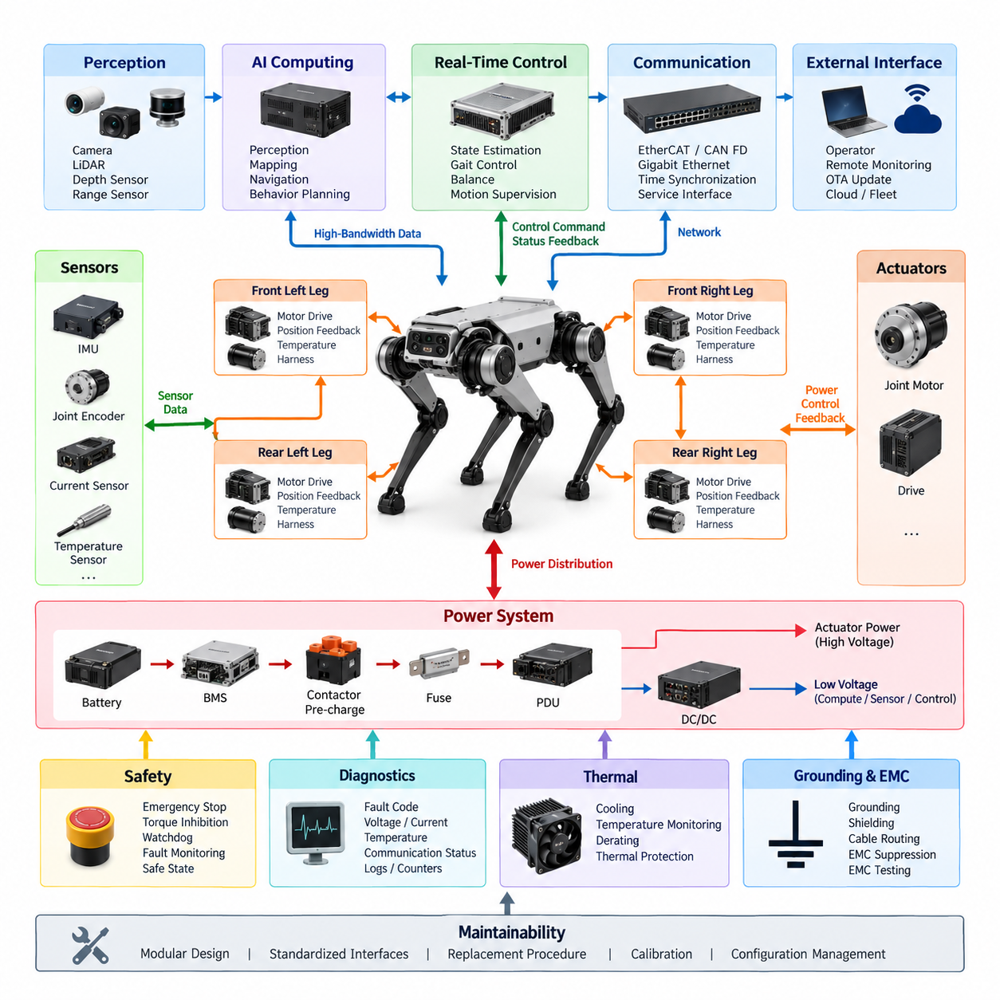 Perception
Camera
LiDAR
Depth Sensor
Range Sensor
AI Computing
Perception
Mapping
Navigation
Behavior Planning
Real-Time Control
State Estimation
Gait Control
Balance
Motion Supervision
Communication
EtherCAT / CAN FD
Gigabit Ethernet
Time Synchronization
Service Interface
External Interface
Operator
Remote Monitoring
OTA Update
Cloud / Fleet
High-Bandwidth Data
Control Command
Status Feedback
Network
Sensors
IMU
Joint Encoder
Current Sensor
Temperature
Sensor
...
Sensor
Data
Front Left Leg
Motor Drive
Position Feedback
Temperature
Harness
Rear Left Leg
Motor Drive
Position Feedback
Temperature
Harness
Front Right Leg
Motor Drive
Position Feedback
Temperature
Harness
Rear Right Leg
Motor Drive
Position Feedback
Temperature
Harness
Power
Control
Feedback
Actuators
Joint Motor
Drive
...
Power Distribution
Power System
Battery
BMS
Contactor
Pre-charge
Fuse
PDU
DC/DC
Actuator Power
(High Voltage)
Low Voltage
(Compute / Sensor / Control)
Safety
Emergency Stop
Torque Inhibition
Watchdog
Fault Monitoring
Safe State
Diagnostics
Fault Code
Voltage / Current
Temperature
Communication Status
Logs / Counters
Thermal
Cooling
Temperature Monitoring
Derating
Thermal Protection
Grounding & EMC
Grounding
Shielding
Cable Routing
EMC Suppression
EMC Testing
Maintainability
Modular Design | Standardized Interfaces | Replacement Procedure | Calibration | Configuration Management